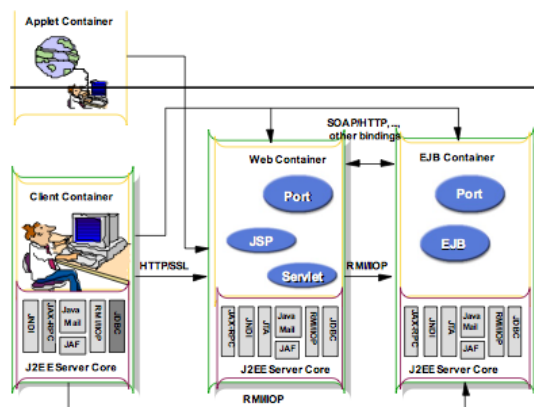 Applet Container
SOAP/HTTP, ...
other bindings
Web Container
EJB Container
Client Container
Port
Port
JSP
EJB
Servlet
HTTP/SSL
RMI/IIOP
JNDI
JAX-RPC
Java
Mail
JAF
RMI/IIOP
JDBC
J2EE Server Core
JAX-RPC
JNDI
JTA
Java
Mail
JAF
RMI/IIOP
JDBC
J2EE Server Core
JAX-RPC
JNDI
JTA
Java
Mail
JAF
RMI/IIOP
JDBC
J2EE Server Core
RMI/IIOP